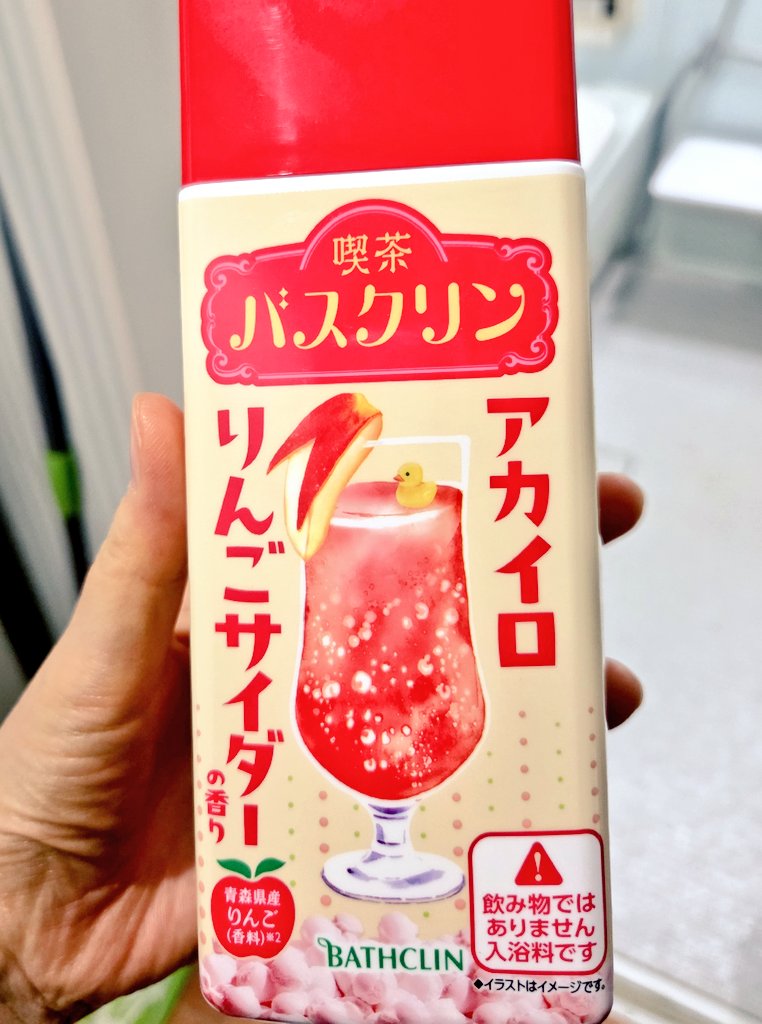 喫茶
バスクリン
アカイロ
りんごサイダー
の香り
青森県産
りんご
(香料)※2
BATHCLIN
飲み物では
ありません
入浴料です
◆イラストはイメージです。